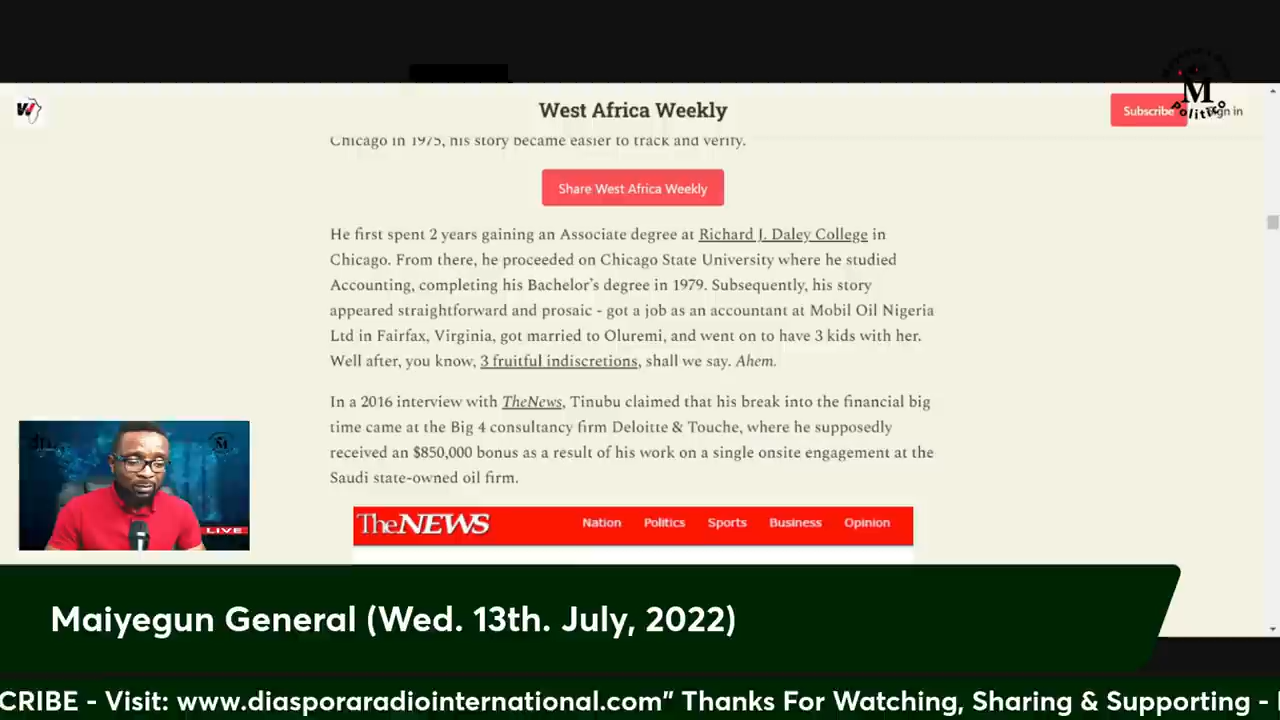 West Africa Weekly
Subscribe
Sign in
M
Politico
Chicago in 1975, his story became easier to track and verify.
Share West Africa Weekly
He first spent 2 years gaining an Associate degree at Richard J. Daley College in
Chicago. From there, he proceeded on Chicago State University where he studied
Accounting, completing his Bachelor's degree in 1979. Subsequently, his story
appeared straightforward and prosaic - got a job as an accountant at Mobil Oil Nigeria
Ltd in Fairfax, Virginia, got married to Oluremi, and went on to have 3 kids with her.
Well after, you know, 3 fruitful indiscretions, shall we say. Ahem.
In a 2016 interview with TheNews, Tinubu claimed that his break into the financial big
time came at the Big 4 consultancy firm Deloitte & Touche, where he supposedly
received an $850,000 bonus as a result of his work on a single onsite engagement at the
Saudi state-owned oil firm.
TheNEWS
Nation Politics Sports Business Opinion
LIVE
Maiyegun General (Wed. 13th. July, 2022)
CRIBE - Visit: www.diasporaradiointernational.com" Thanks For Watching, Sharing & Supporting -